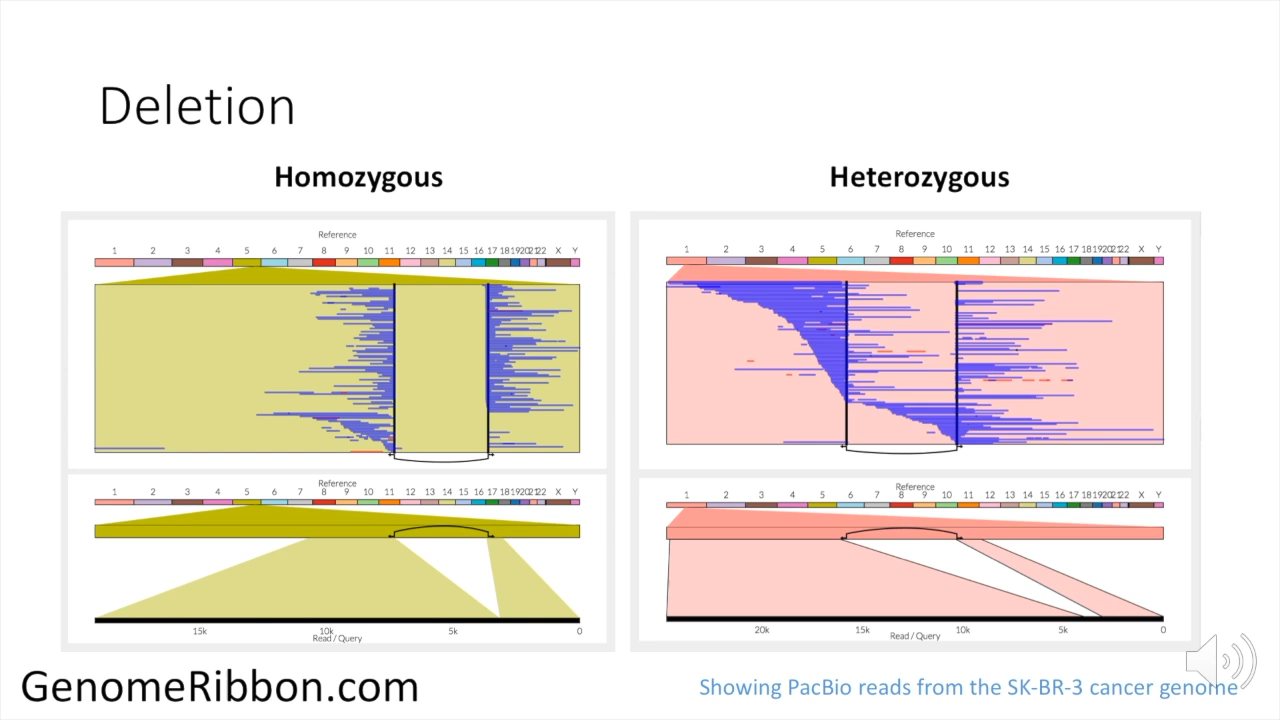 Deletion
Homozygous
Heterozygous
Reference
1 2 3 4 5 6 7 8 9 10 11 12 13 14 15 16 17 18 19 20 21 22 X Y
Reference
1 2 3 4 5 6 7 8 9 10 11 12 13 14 15 16 17 18 19 20 21 22 X Y
15k 10k 5k 0
Read / Query
Reference
1 2 3 4 5 6 7 8 9 10 11 12 13 14 15 16 17 18 19 20 21 22 X Y
Reference
1 2 3 4 5 6 7 8 9 10 11 12 13 14 15 16 17 18 19 20 21 22 X Y
20k 15k 10k 5k 0
Read / Query
GenomeRibbon.com
Showing PacBio reads from the SK-BR-3 cancer genome